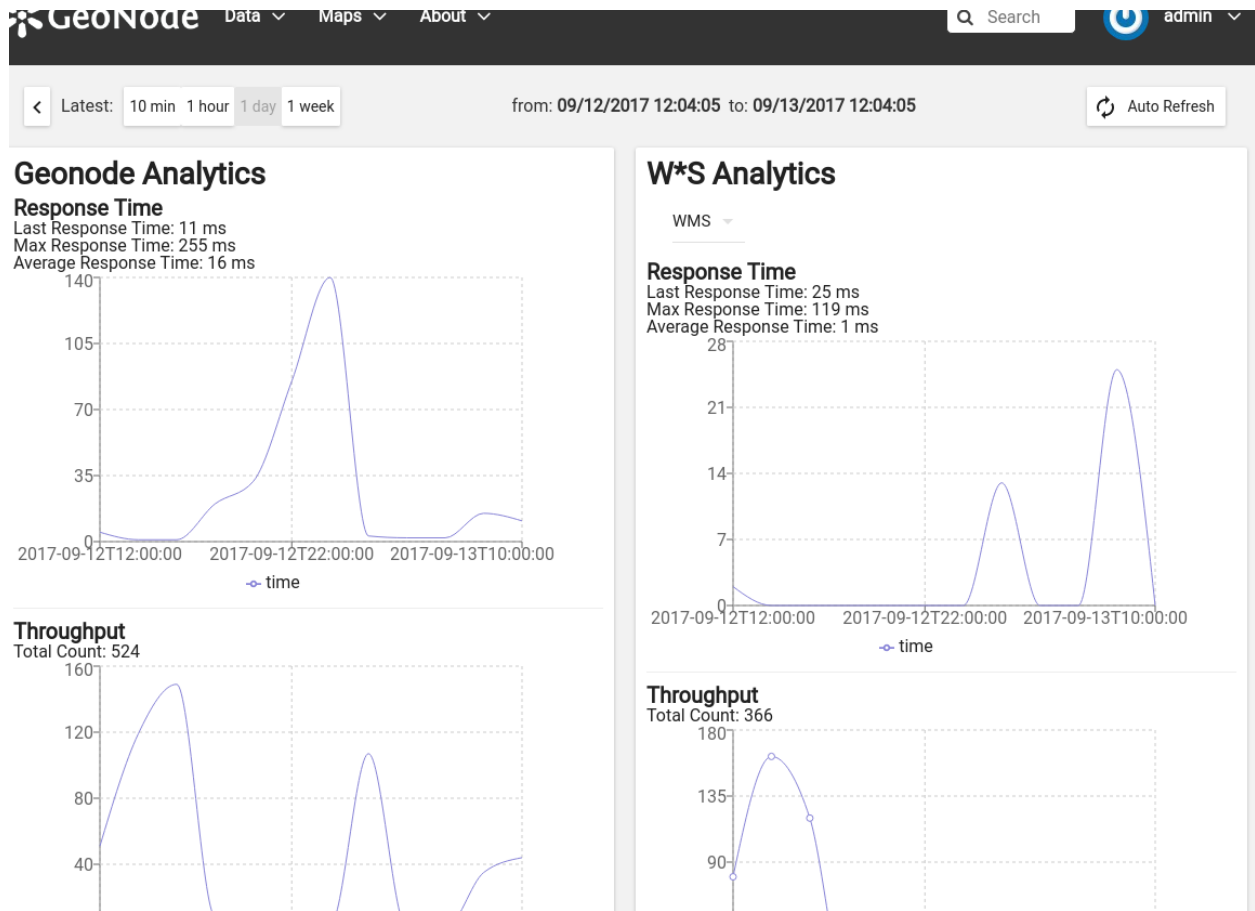 GeoNode Data Maps About Search admin
Latest: 10 min 1 hour 1 day 1 week from: 09/12/2017 12:04:05 to: 09/13/2017 12:04:05 Auto Refresh
Geonode Analytics
Response Time
Last Response Time: 11 ms
Max Response Time: 255 ms
Average Response Time: 16 ms
140
105
70
35
0
2017-09-12T12:00:00 2017-09-12T22:00:00 2017-09-13T10:00:00
time
Throughput
Total Count: 524
160
120
80
40
W*S Analytics
WMS
Response Time
Last Response Time: 25 ms
Max Response Time: 119 ms
Average Response Time: 1 ms
28
21
14
7
0
2017-09-12T12:00:00 2017-09-12T22:00:00 2017-09-13T10:00:00
time
Throughput
Total Count: 366
180
135
90